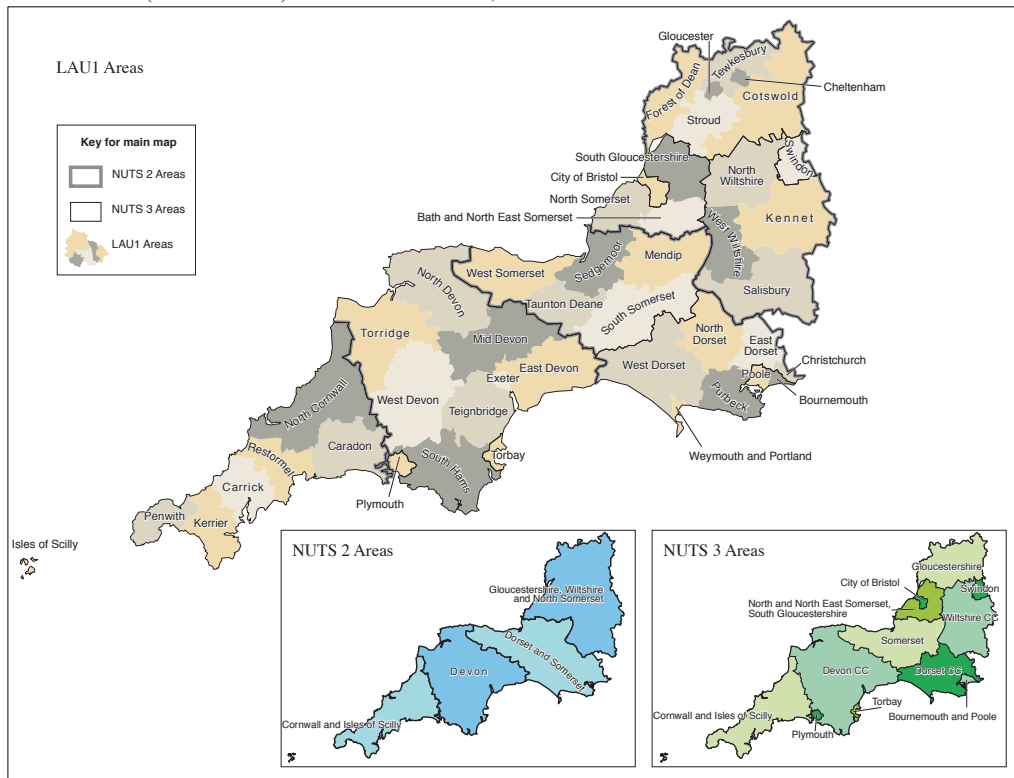 LAU1 Areas
Key for main map
NUTS 2 Areas
NUTS 3 Areas
LAU1 Areas
Gloucester
Tewkesbury
Cheltenham
Forest of Dean
Cotswold
Stroud
South Gloucestershire
Swindon
City of Bristol
North
Wiltshire
North Somerset
Bath and North East Somerset
Kennet
West Wiltshire
Sedgemoor
Mendip
West Somerset
North Devon
Salisbury
Taunton Deane
South Somerset
Torridge
Mid Devon
North
Dorset
East
Dorset
Christchurch
East Devon
West Dorset
Poole
Exeter
Purbeck
Bournemouth
West Devon
Teignbridge
North Cornwall
Weymouth and Portland
Caradon
Torbay
South Hams
Restormel
Plymouth
Carrick
Penwith
Kerrier
Isles of Scilly
NUTS 2 Areas
Gloucestershire, Wiltshire
and North Somerset
Dorset and Somerset
Devon
Cornwall and Isles of Scilly
NUTS 3 Areas
Gloucestershire
City of Bristol
Swindon
North and North East Somerset,
South Gloucestershire
Wiltshire CC
Somerset
Devon CC
Dorset CC
Torbay
Cornwall and Isles of Scilly
Bournemouth and Poole
Plymouth